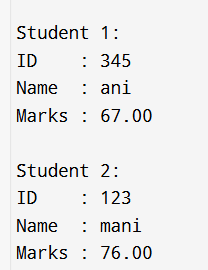 Student 1:
ID    : 345
Name  : ani
Marks : 67.00

Student 2:
ID    : 123
Name  : mani
Marks : 76.00